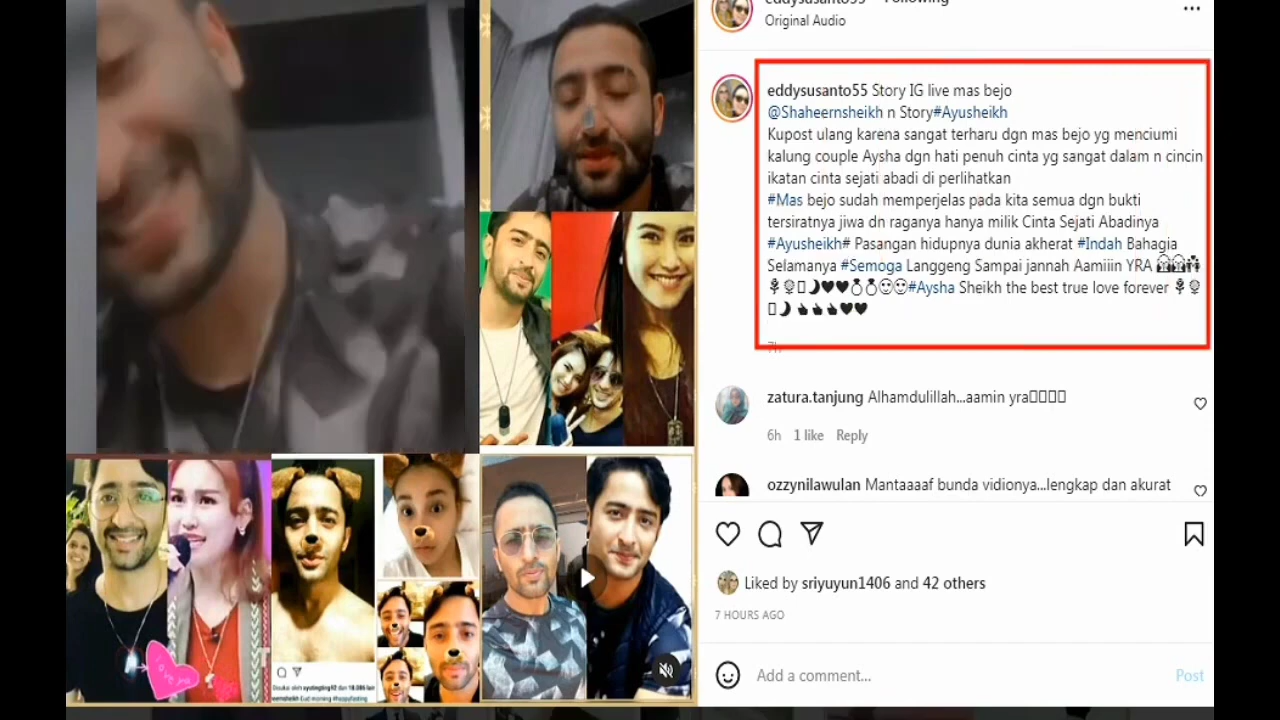 eddysusanto55 • Following
Original Audio
eddysusanto55 Story IG live mas bejo
@Shaheernsheikh n Story#Ayusheikh
Kupost ulang karena sangat terharu dgn mas bejo yg menciumi
kalung couple Aysha dgn hati penuh cinta yg sangat dalam n cincin
ikatan cinta sejati abadi di perlihatkan
#Mas bejo sudah memperjelas pada kita semua dgn bukti
tersiratnya jiwa dn raganya hanya milik Cinta Sejati Abadinya
#Ayusheikh# Pasangan hidupnya dunia akherat #Indah Bahagia
Selamanya #Semoga Langgeng Sampai jannah Aamiiin YRA
#Aysha Sheikh the best true love forever
7h
zatura.tanjung Alhamdulillah...aamin yra
6h 1 like Reply
ozzynilawulan Mantaaaaf bunda vidionya...lengkap dan akurat
Liked by sriyuyun1406 and 42 others
7 HOURS AGO
Add a comment... Post